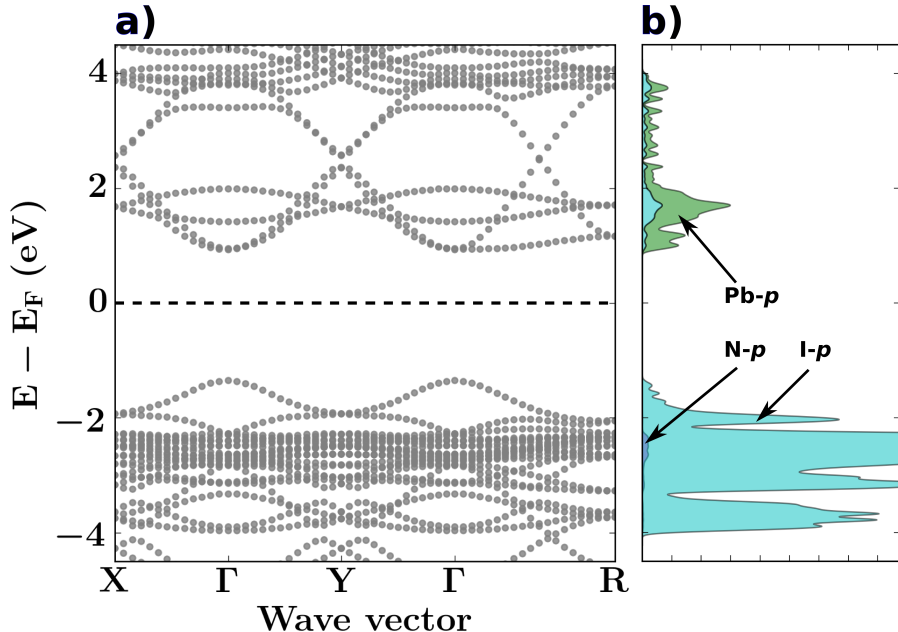 a) b)
4
2
0
−2
−4
E − E_F (eV)
Pb-p
N-p I-p
X Γ Y Γ R
Wave vector